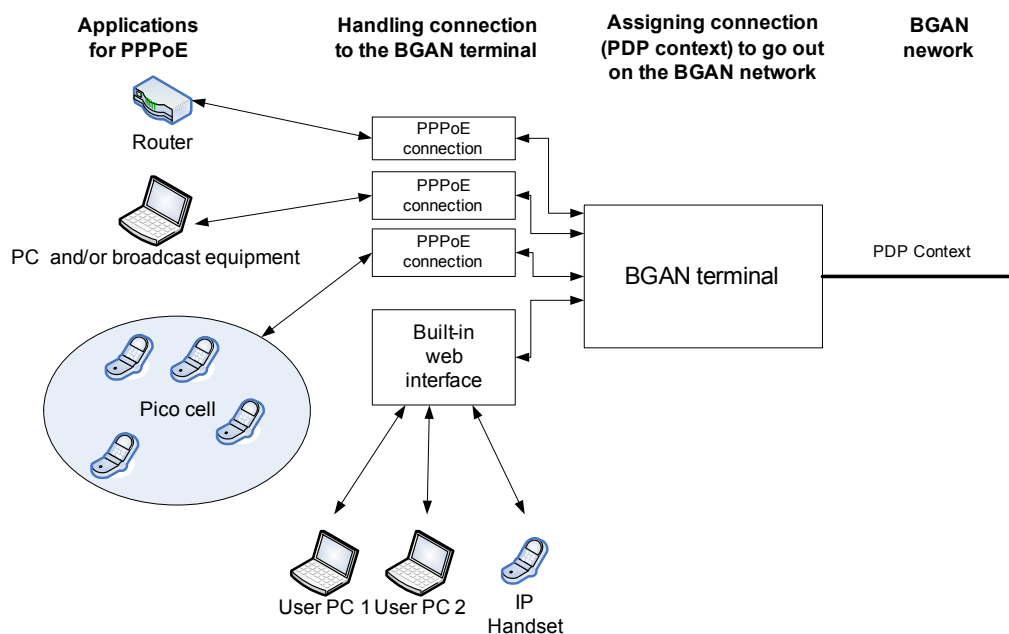 Applications
for PPPoE
Handling connection
to the BGAN terminal
Assigning connection
(PDP context) to go out
on the BGAN network
BGAN
nework
Router
PPPoE
connection
PPPoE
connection
PC  and/or broadcast equipment
PPPoE
connection
BGAN terminal
PDP Context
Built-in
web
interface
Pico cell
User PC 1
User PC 2
IP
Handset